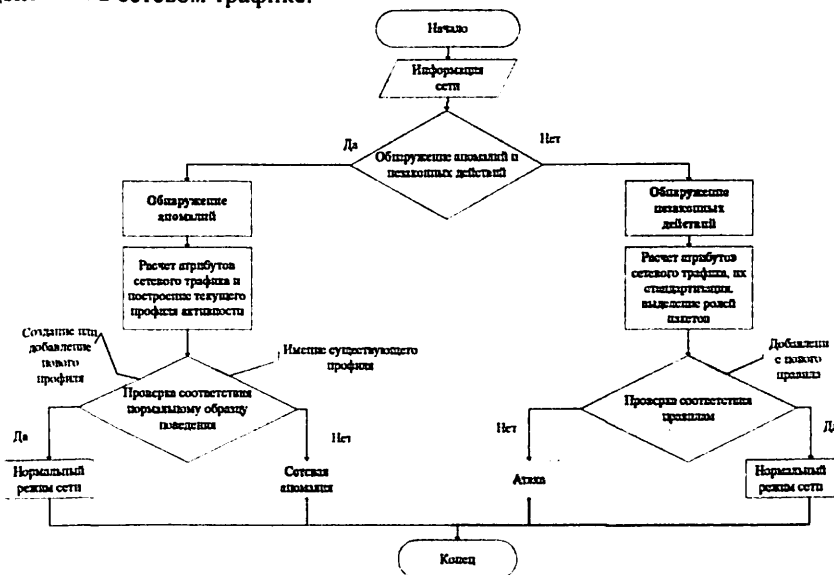 в сетевом трафике.
Начало
Информация
сети
Да
Нет
Обнаружение аномалий и
незаконных действий
Обнаружение
аномалий
Обнаружение
незаконных
действий
Расчет атрибутов
сетевого трафика и
построение текущего
профиля активности
Расчет атрибутов
сетевого трафика, их
стандартизация,
выделение ролей
пакетов
Создание или
добавление
нового
профиля
Имение существующего
профиля
Добавлени
е нового
правила
Проверка соответствия
нормальному образцу
поведения
Проверка соответствия
правилам
Да
Нет
Нет
Да
Нормальный
режим сети
Сетевая
аномалия
Атака
Нормальный
режим сети
Конец